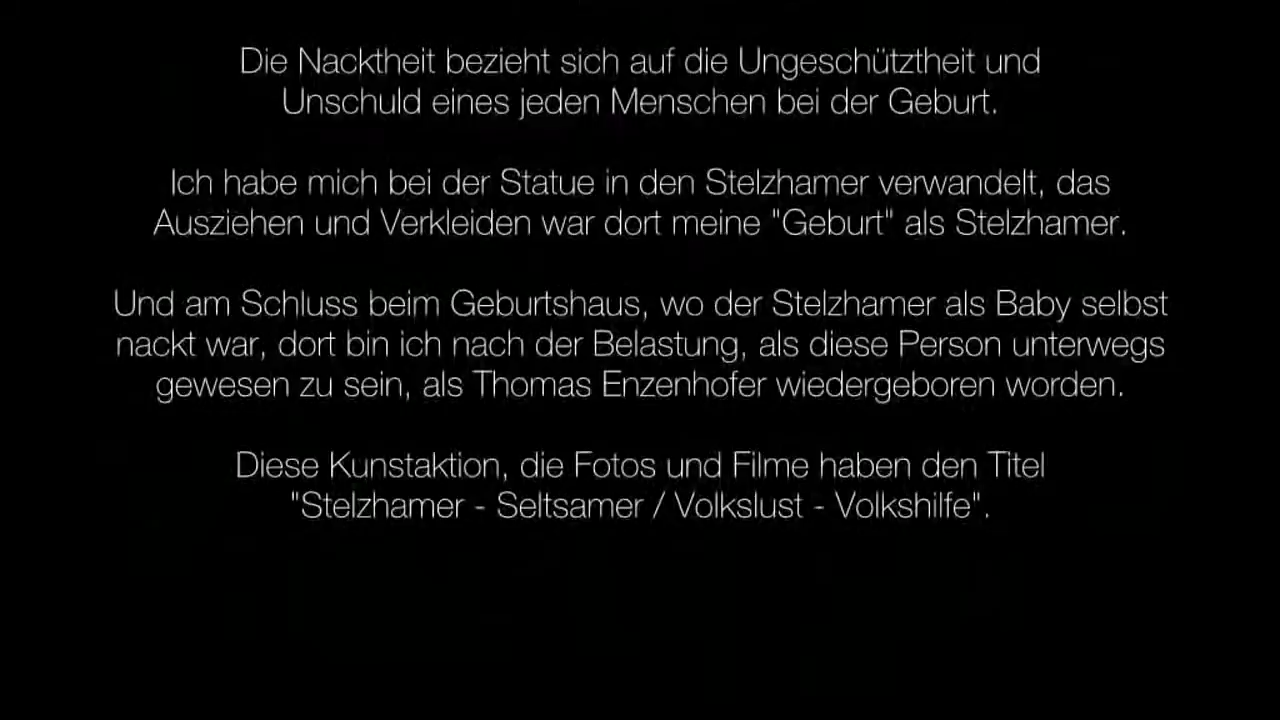 Die Nacktheit bezieht sich auf die Ungeschütztheit und
Unschuld eines jeden Menschen bei der Geburt.
Ich habe mich bei der Statue in den Stelzhamer verwandelt, das
Ausziehen und Verkleiden war dort meine "Geburt" als Stelzhamer.
Und am Schluss beim Geburtshaus, wo der Stelzhamer als Baby selbst
nackt war, dort bin ich nach der Belastung, als diese Person unterwegs
gewesen zu sein, als Thomas Enzenhofer wiedergeboren worden.
Diese Kunstaktion, die Fotos und Filme haben den Titel
"Stelzhamer - Seltsamer / Volkslust - Volkshilfe".